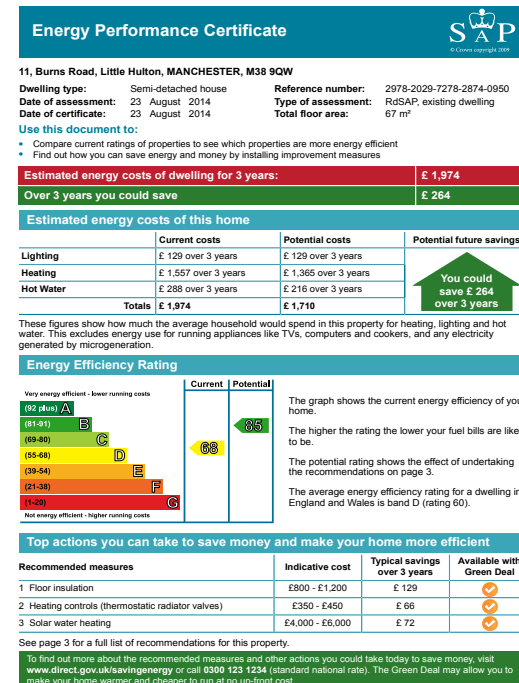 Energy Performance Certificate
SAP
© Crown copyright 2009
11, Burns Road, Little Hulton, MANCHESTER, M38 9QW
Dwelling type: Semi-detached house Reference number: 2978-2029-7278-2874-0950
Date of assessment: 23 August 2014 Type of assessment: RdSAP, existing dwelling
Date of certificate: 23 August 2014 Total floor area: 67 m²
Use this document to:
• Compare current ratings of properties to see which properties are more energy efficient
• Find out how you can save energy and money by installing improvement measures
Estimated energy costs of dwelling for 3 years: £ 1,974
Over 3 years you could save £ 264
Estimated energy costs of this home
Current costs Potential costs Potential future savings
Lighting £ 129 over 3 years £ 129 over 3 years
Heating £ 1,557 over 3 years £ 1,365 over 3 years
Hot Water £ 288 over 3 years £ 216 over 3 years
Totals £ 1,974 £ 1,710
You could
save £ 264
over 3 years
These figures show how much the average household would spend in this property for heating, lighting and hot
water. This excludes energy use for running appliances like TVs, computers and cookers, and any electricity
generated by microgeneration.
Energy Efficiency Rating
Current Potential
Very energy efficient - lower running costs
(92 plus) A
(81-91) B
(69-80) C
(55-68) D
(39-54) E
(21-38) F
(1-20) G
Not energy efficient - higher running costs
68
85
The graph shows the current energy efficiency of you
home.
The higher the rating the lower your fuel bills are like
to be.
The potential rating shows the effect of undertaking
the recommendations on page 3.
The average energy efficiency rating for a dwelling in
England and Wales is band D (rating 60).
Top actions you can take to save money and make your home more efficient
Recommended measures Indicative cost Typical savings over 3 years Available with Green Deal
1 Floor insulation £800 - £1,200 £ 129
2 Heating controls (thermostatic radiator valves) £350 - £450 £ 66
3 Solar water heating £4,000 - £6,000 £ 72
See page 3 for a full list of recommendations for this property.
To find out more about the recommended measures and other actions you could take today to save money, visit
www.direct.gov.uk/savingenergy or call 0300 123 1234 (standard national rate). The Green Deal may allow you to
make your home warmer and cheaper to run at no up-front cost.